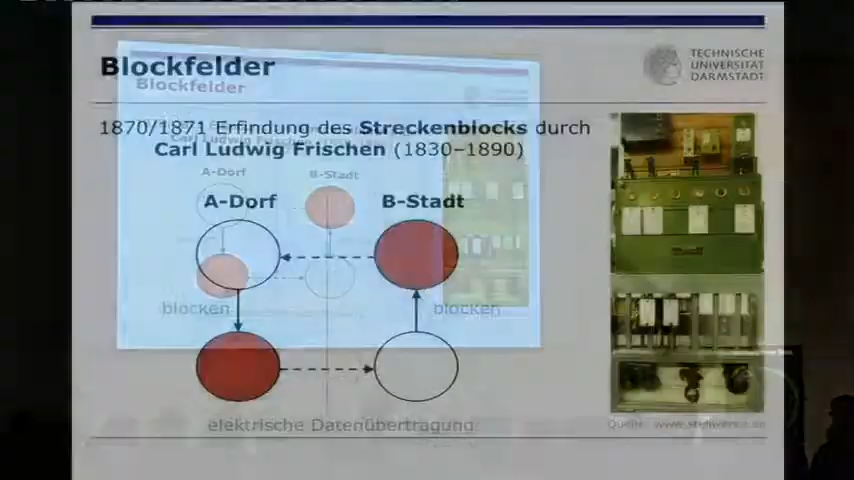 Blockfelder
TECHNISCHE
UNIVERSITÄT
DARMSTADT
Blockfelder
1870/1871 Erfindung des Streckenblocks durch
Carl Ludwig Frischen (1830–1890)
A-Dorf
B-Stadt
A-Dorf
B-Stadt
blocken
blocken
elektrische Datenübertragung
Quelle: www.stellwerke.de